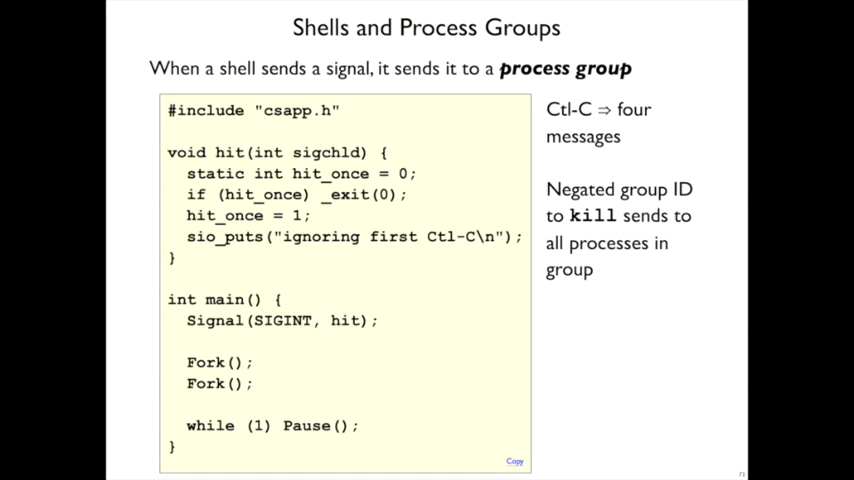 Shells and Process Groups
When a shell sends a signal, it sends it to a process group
#include "csapp.h"
void hit(int sigchld) {
static int hit_once = 0;
if (hit_once) _exit(0);
hit_once = 1;
sio_puts("ignoring first Ctl-C\n");
}
int main() {
Signal(SIGINT, hit);
Fork();
Fork();
while (1) Pause();
}
Copy
Ctl-C ⇒ four
messages
Negated group ID
to kill sends to
all processes in
group